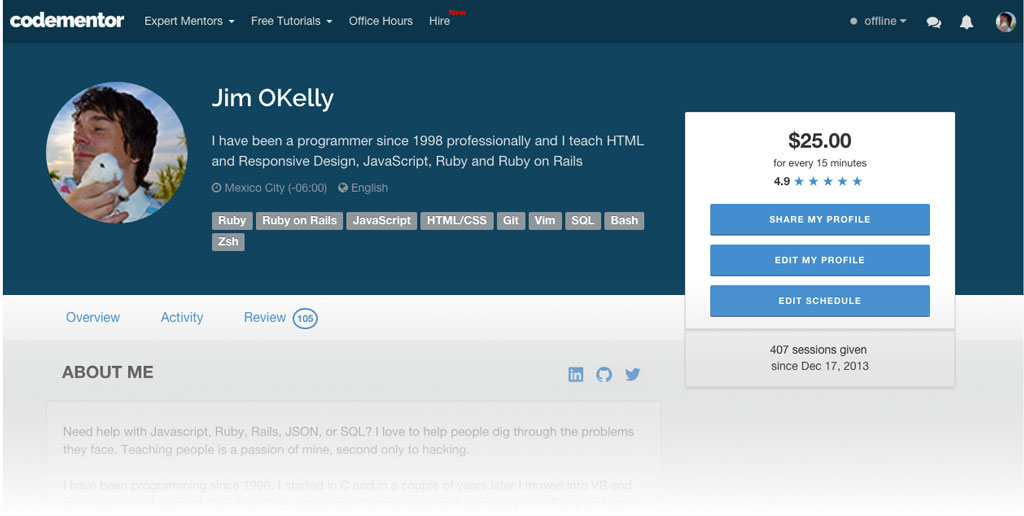 codementor Expert Mentors Free Tutorials Office Hours Hire New offline
Jim OKelly
I have been a programmer since 1998 professionally and I teach HTML
and Responsive Design, JavaScript, Ruby and Ruby on Rails
Mexico City (-06:00) English
Ruby Ruby on Rails JavaScript HTML/CSS Git Vim SQL Bash
Zsh
$25.00
for every 15 minutes
4.9 ★ ★ ★ ★ ★
SHARE MY PROFILE
EDIT MY PROFILE
EDIT SCHEDULE
407 sessions given
since Dec 17, 2013
Overview Activity Review 105
ABOUT ME
Need help with Javascript, Ruby, Rails, JSON, or SQL? I love to help people dig through the problems
they face. Teaching people is a passion of mine, second only to hacking.
I have been programming since 1996. I started in C and in a couple of years later I moved into VB and
got a job at Intel, learned ASP, then C++, Javascript, C# and Java, and eventually onto Ruby and lately